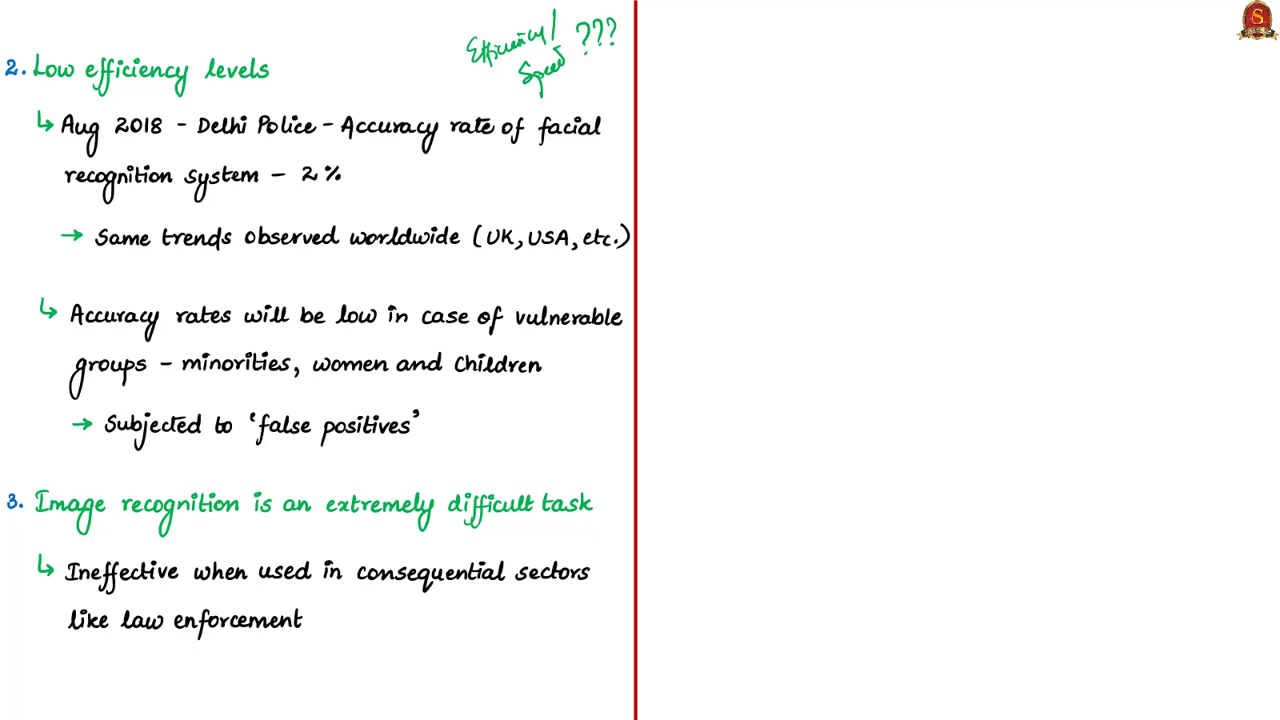 Efficiency/
Speed ???
2. Low efficiency levels
↳ Aug 2018 - Delhi Police - Accuracy rate of facial
recognition system - 2%
→ Same trends observed worldwide (UK, USA, etc.)
↳ Accuracy rates will be low in case of vulnerable
groups - minorities, women and children
→ Subjected to 'false positives'
3. Image recognition is an extremely difficult task
↳ Ineffective when used in consequential sectors
like law enforcement
S